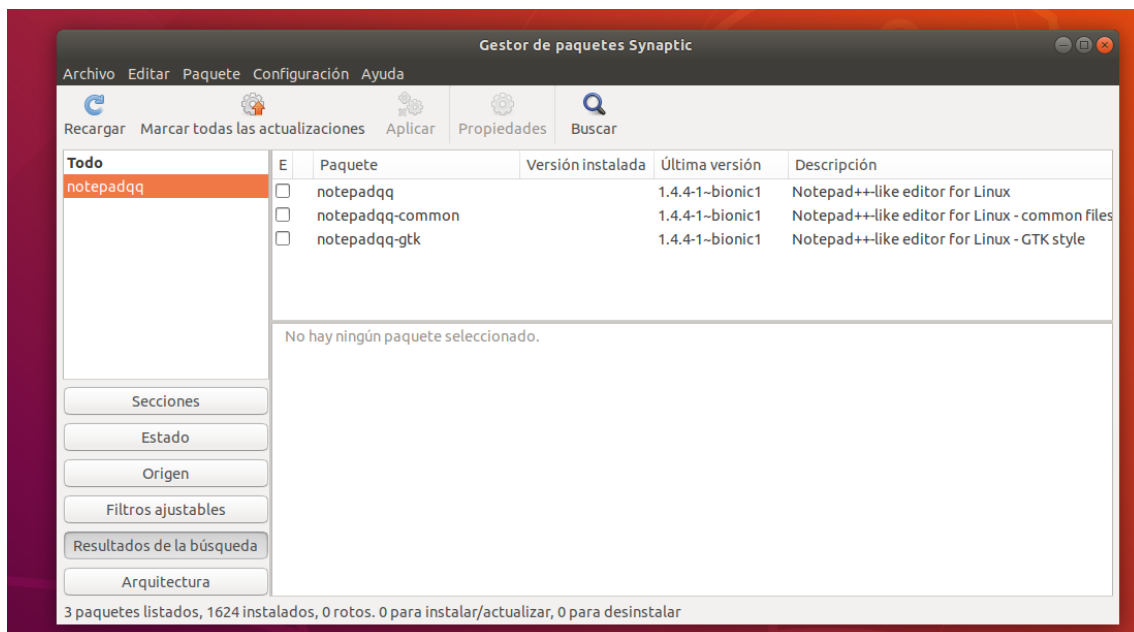 Gestor de paquetes Synaptic
Archivo Editar Paquete Configuración Ayuda
Recargar Marcar todas las actualizaciones Aplicar Propiedades Buscar
Todo
notepadqq
E Paquete Versión instalada Última versión Descripción
notepadqq 1.4.4-1~bionic1 Notepad++-like editor for Linux
notepadqq-common 1.4.4-1~bionic1 Notepad++-like editor for Linux - common files
notepadqq-gtk 1.4.4-1~bionic1 Notepad++-like editor for Linux - GTK style
No hay ningún paquete seleccionado.
Secciones
Estado
Origen
Filtros ajustables
Resultados de la búsqueda
Arquitectura
3 paquetes listados, 1624 instalados, 0 rotos. 0 para instalar/actualizar, 0 para desinstalar